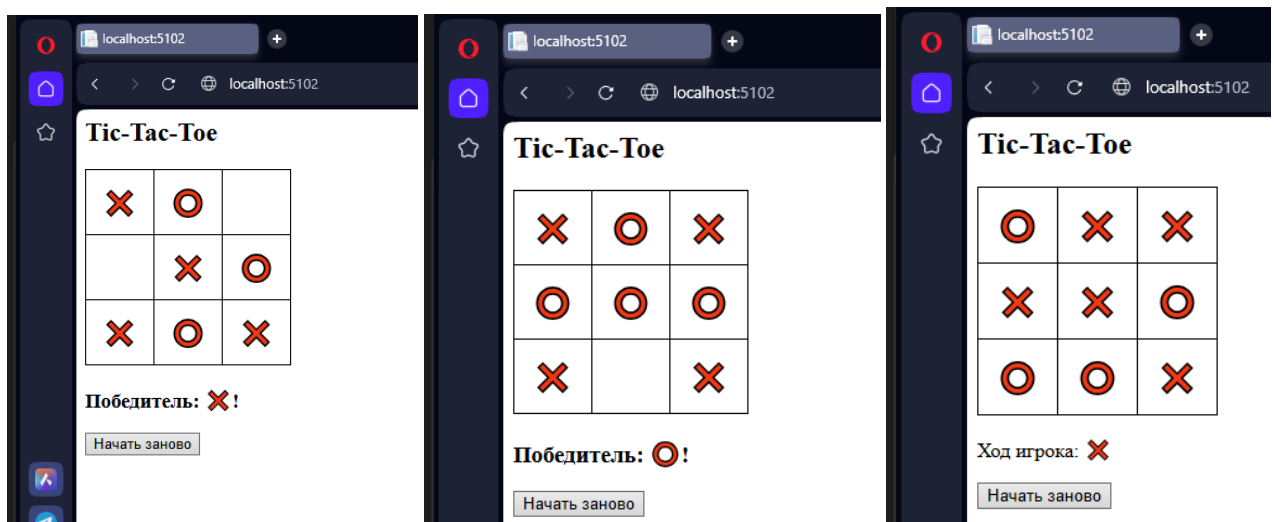 localhost:5102
localhost:5102
Tic-Tac-Toe
❌ ⭕
❌ ⭕
❌ ⭕ ❌
Победитель: ❌!
Начать заново
localhost:5102
localhost:5102
Tic-Tac-Toe
❌ ⭕ ❌
⭕ ⭕ ⭕
❌ ❌
Победитель: ⭕!
Начать заново
localhost:5102
localhost:5102
Tic-Tac-Toe
⭕ ❌ ❌
❌ ❌ ⭕
⭕ ⭕ ❌
Ход игрока: ❌
Начать заново